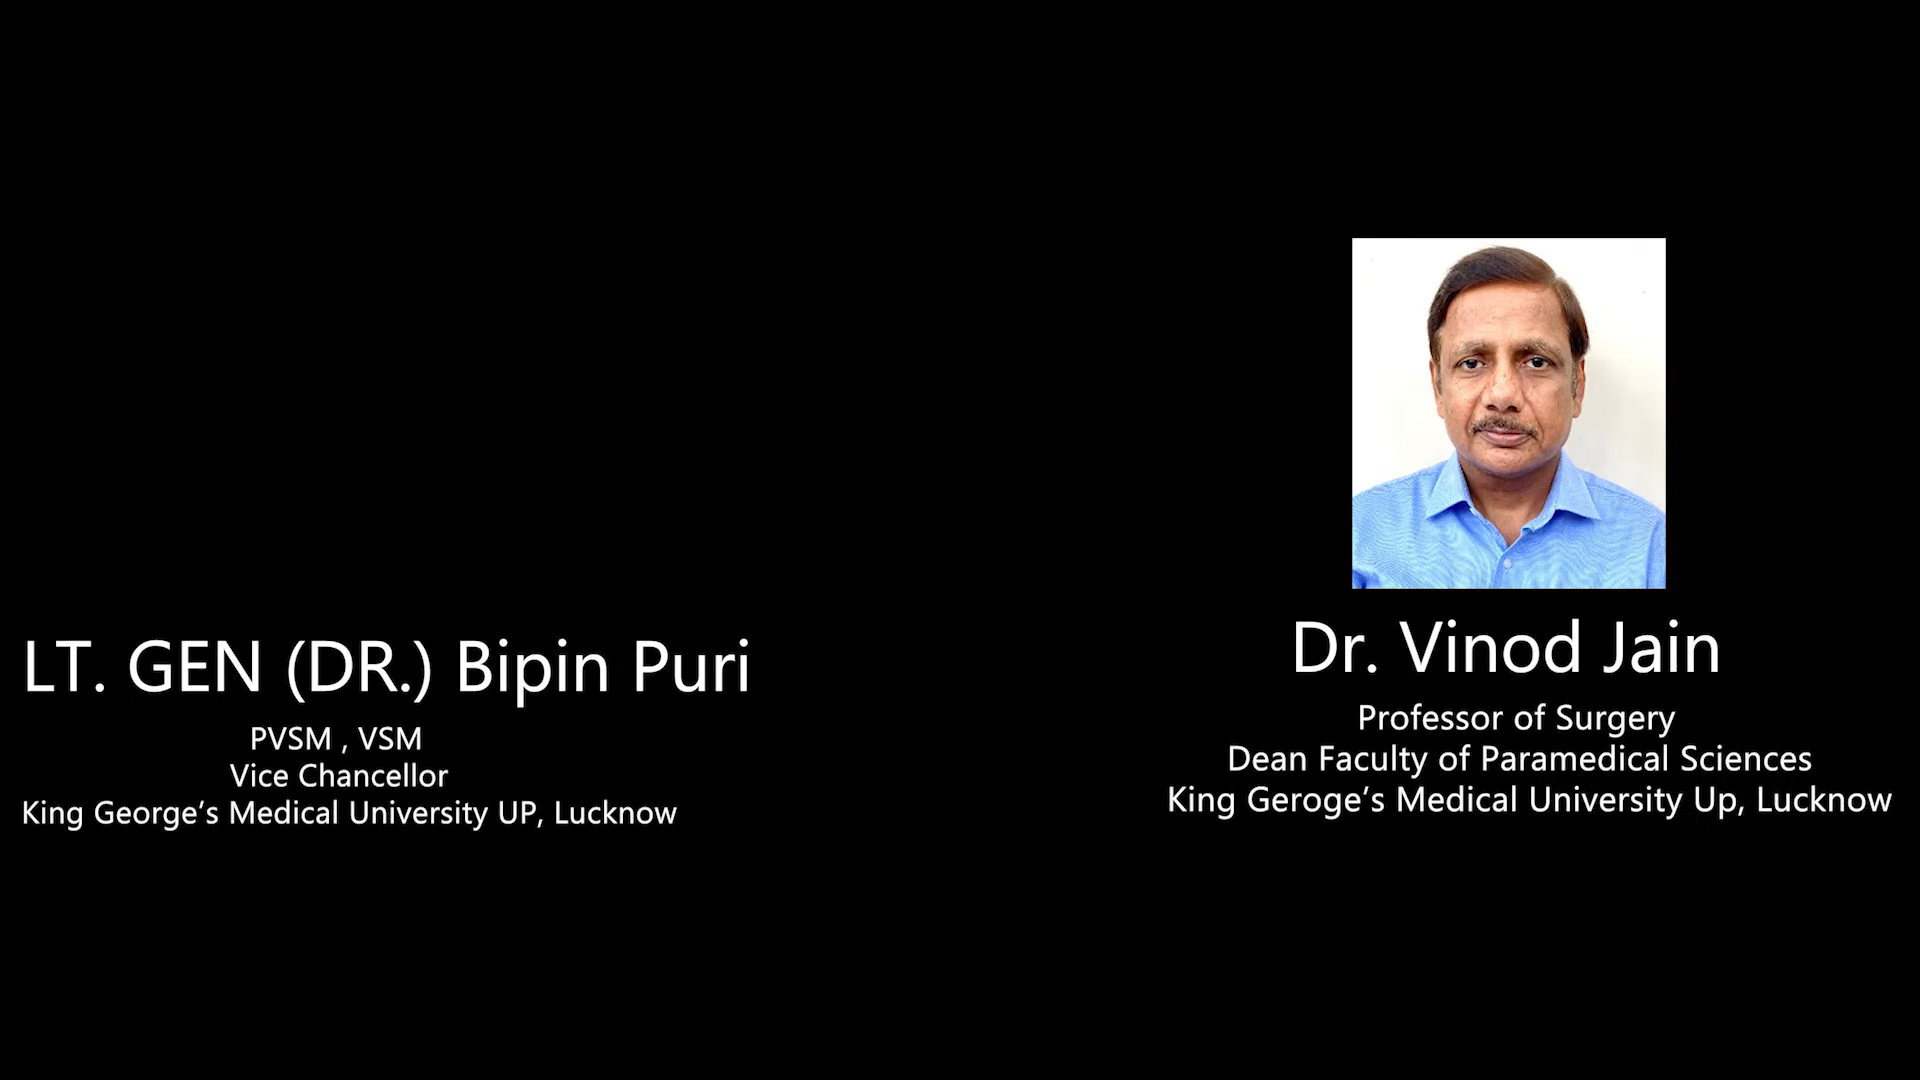 LT. GEN (DR.) Bipin Puri
PVSM , VSM
Vice Chancellor
King George’s Medical University UP, Lucknow
Dr. Vinod Jain
Professor of Surgery
Dean Faculty of Paramedical Sciences
King Geroge’s Medical University Up, Lucknow